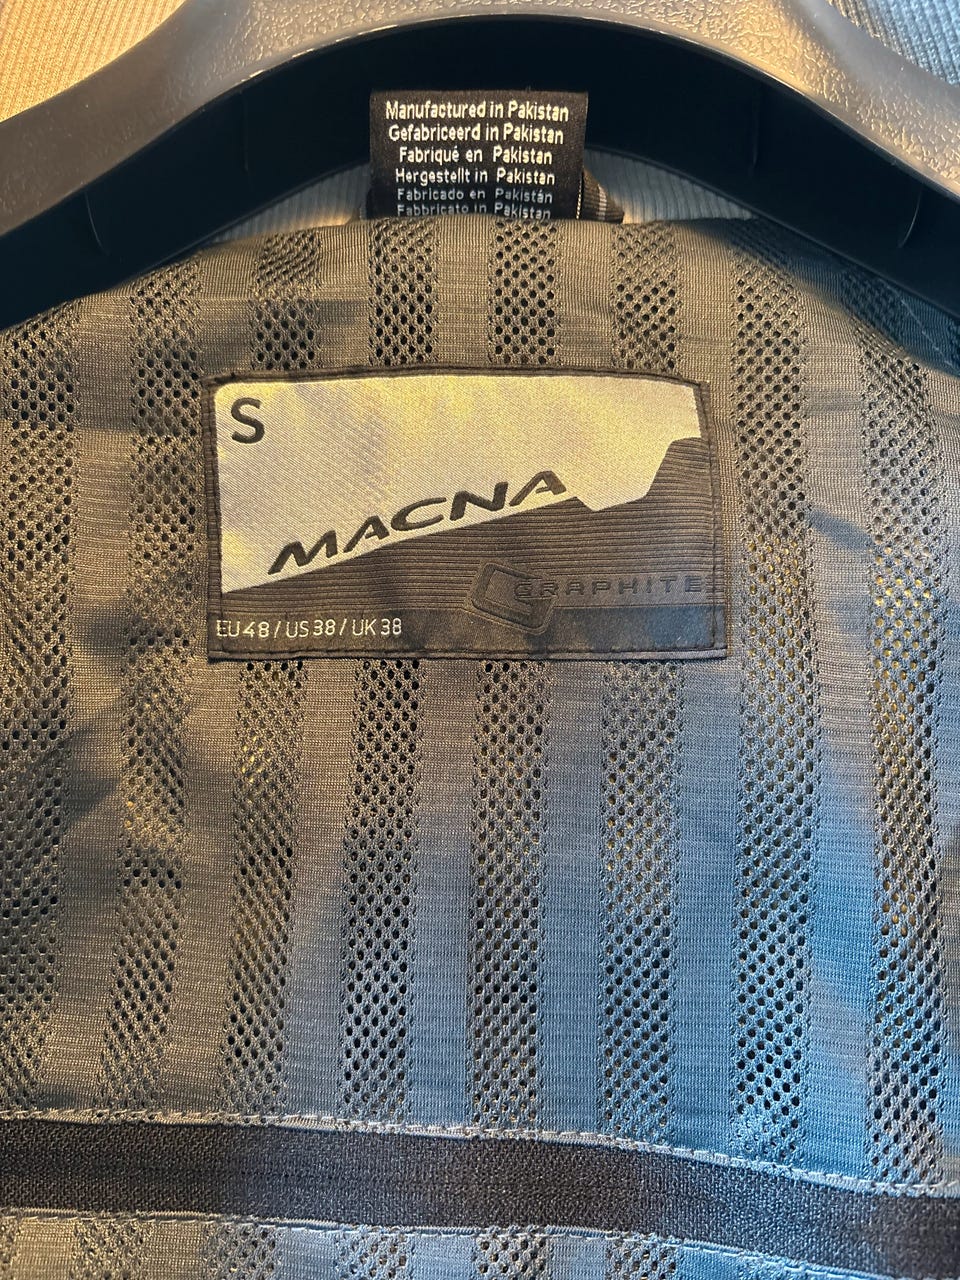 Manufactured in Pakistan
Gefabriceerd in Pakistan
Fabriqué en Pakistan
Hergestellt in Pakistan
Fabricado en Pakistán
Fabbricato in Pakistan
S
MACNA
GRAPHITE
EU48/US38/UK38